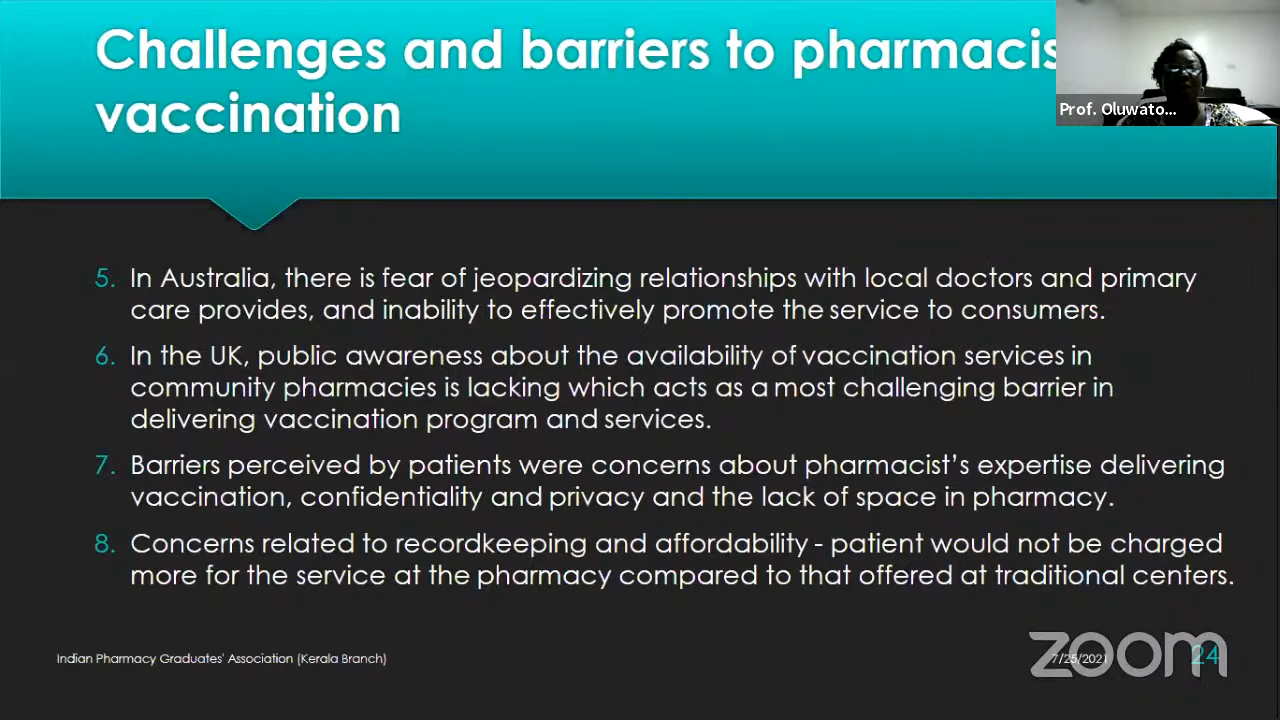 Challenges and barriers to pharmacis
vaccination
Prof. Oluwato...
5. In Australia, there is fear of jeopardizing relationships with local doctors and primary
care provides, and inability to effectively promote the service to consumers.
6. In the UK, public awareness about the availability of vaccination services in
community pharmacies is lacking which acts as a most challenging barrier in
delivering vaccination program and services.
7. Barriers perceived by patients were concerns about pharmacist’s expertise delivering
vaccination, confidentiality and privacy and the lack of space in pharmacy.
8. Concerns related to recordkeeping and affordability - patient would not be charged
more for the service at the pharmacy compared to that offered at traditional centers.
Indian Pharmacy Graduates' Association (Kerala Branch)
7/25/2021
24
zoom